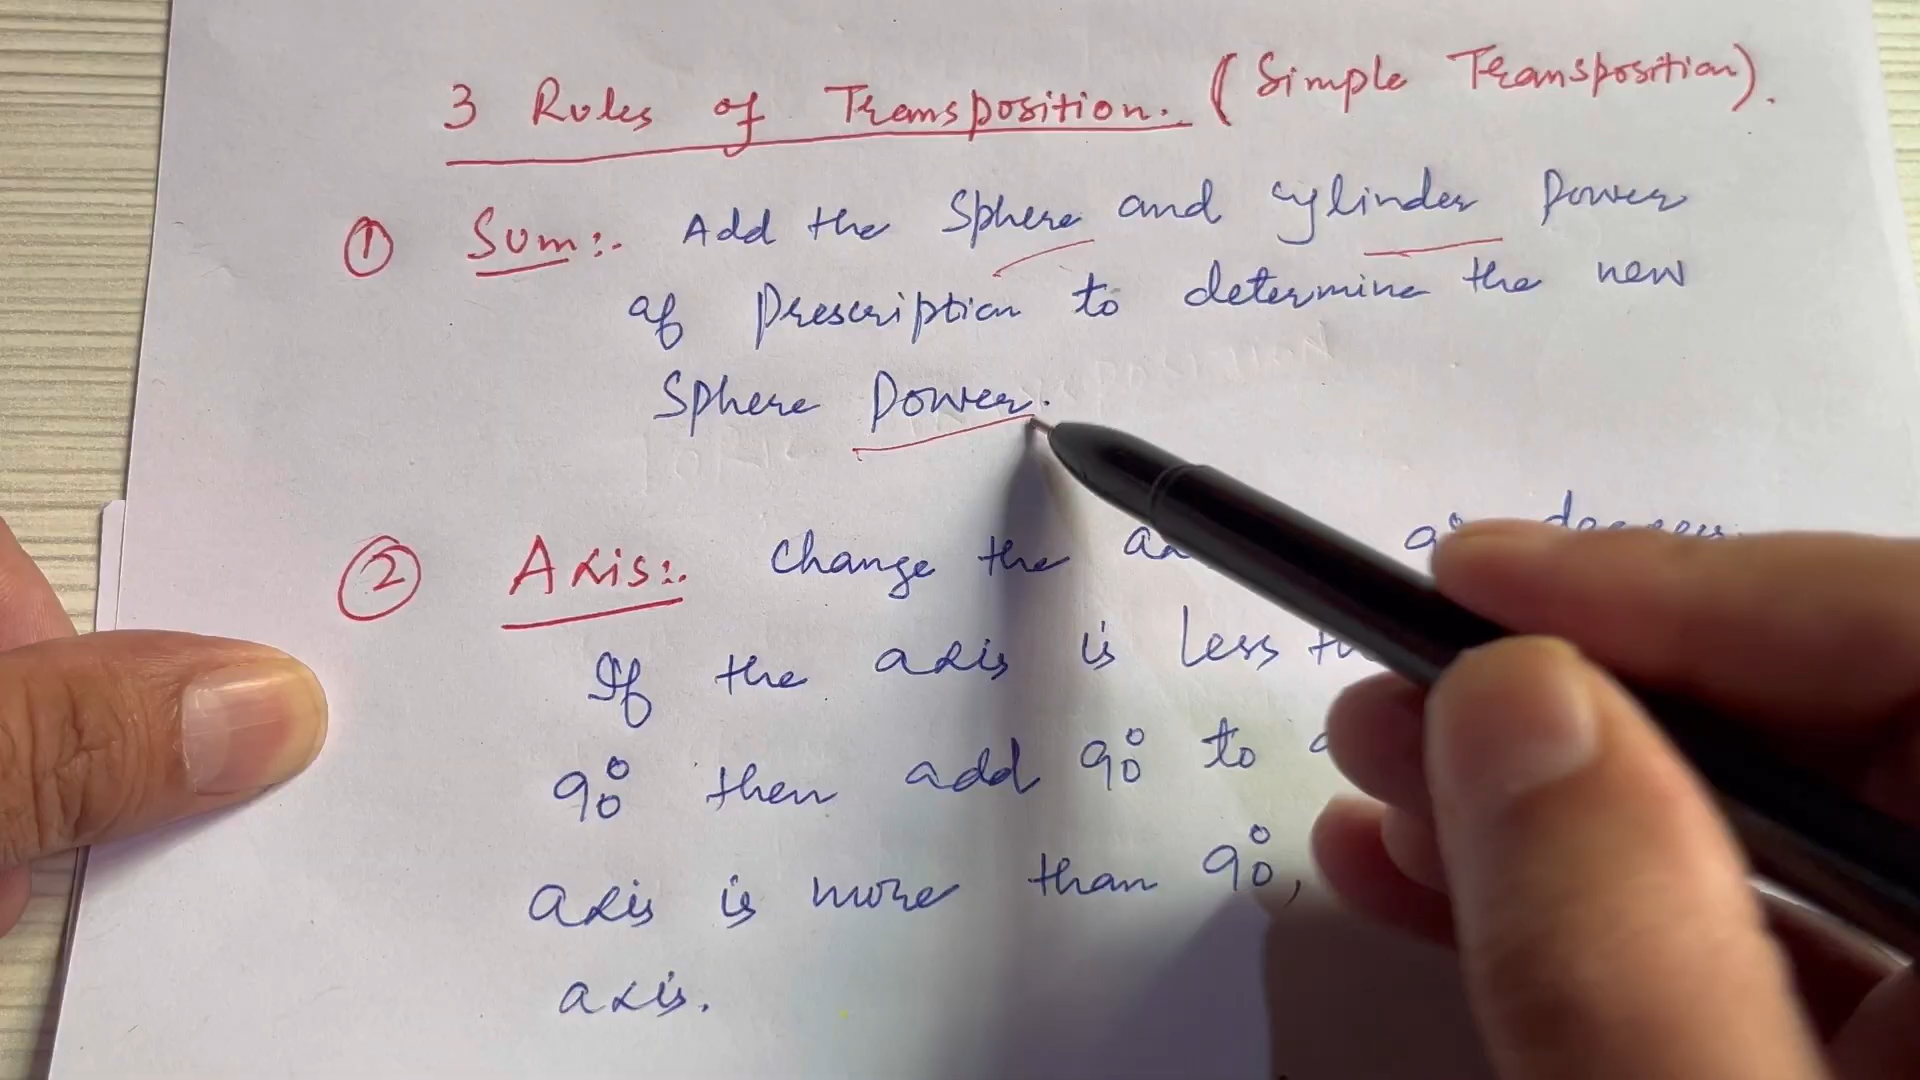 3 Rules of Transposition. (Simple Transposition).
① Sum:- Add the Sphere and cylinder Power
of Prescription to determine the new
Sphere Power.
② Axis:- Change the
If the axis is less
90° then add 90° to
axis is more than 90°,
axis.